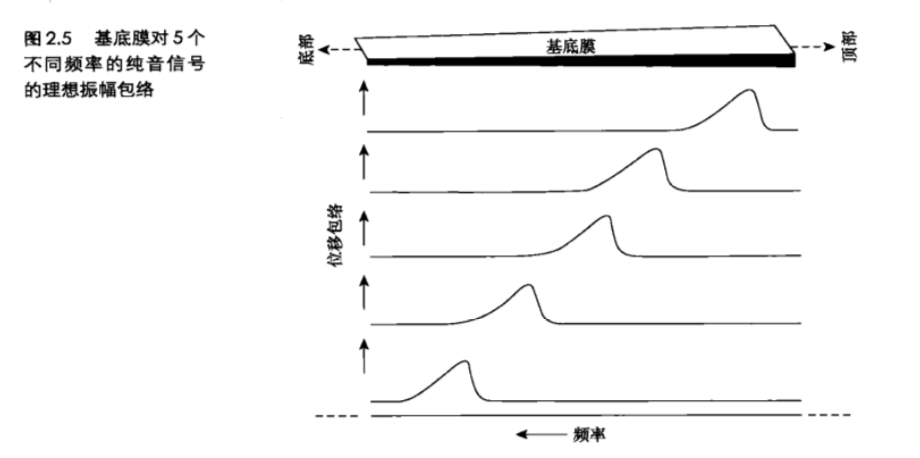 图2.5 基底膜对5个
不同频率的纯音信号
的理想振幅包络
底部
基底膜
顶部
位移包络
频率